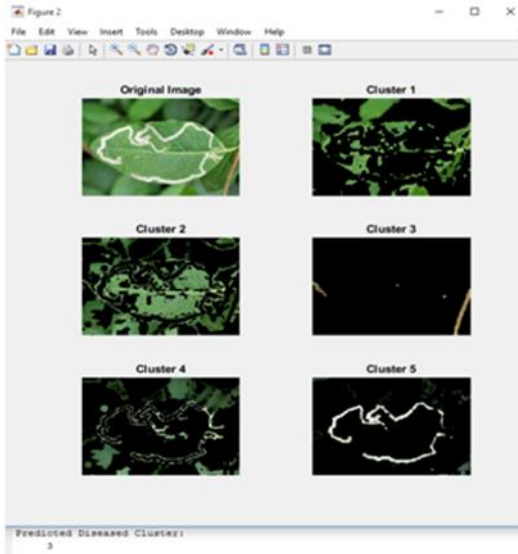 Figure 2
File Edit View Insert Tools Desktop Window Help
Original Image
Cluster 1
Cluster 2
Cluster 3
Cluster 4
Cluster 5
Predicted Diseased Cluster:
3